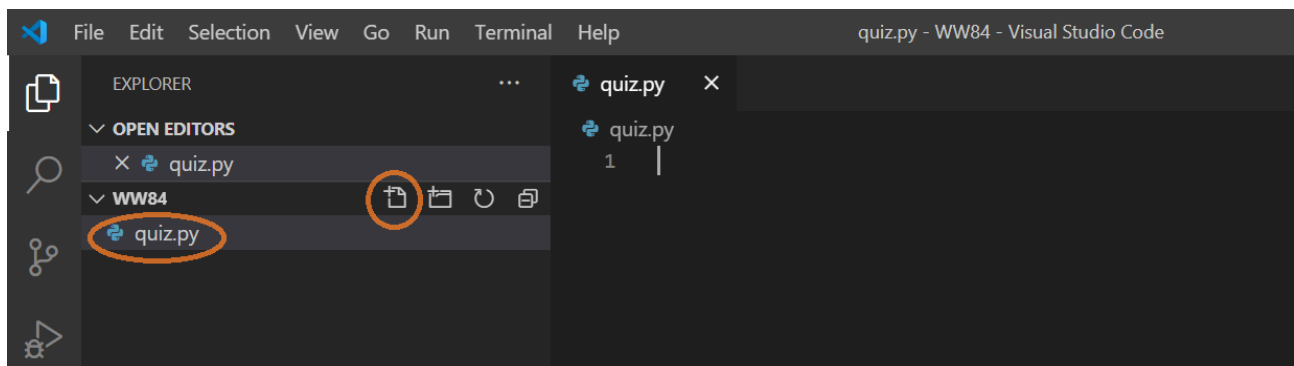 File Edit Selection View Go Run Terminal Help quiz.py - WW84 - Visual Studio Code
EXPLORER ...
OPEN EDITORS
quiz.py
WW84
quiz.py
quiz.py
quiz.py
1